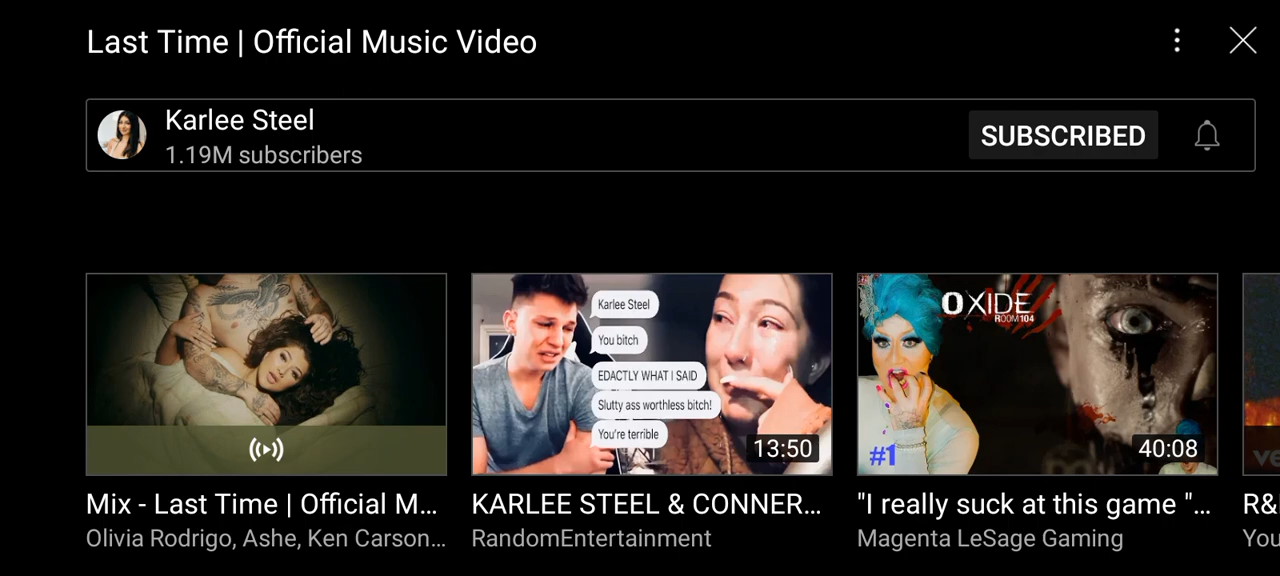 Last Time | Official Music Video
Karlee Steel
1.19M subscribers
SUBSCRIBED
Karlee Steel
You bitch
EDACTLY WHAT I SAID
Slutty ass worthless bitch!
You're terrible
13:50
OXIDE
ROOM104
#1
40:08
Mix - Last Time | Official M...
Olivia Rodrigo, Ashe, Ken Carson...
KARLEE STEEL & CONNER...
RandomEntertainment
"I really suck at this game "...
Magenta LeSage Gaming
ve
R&
You